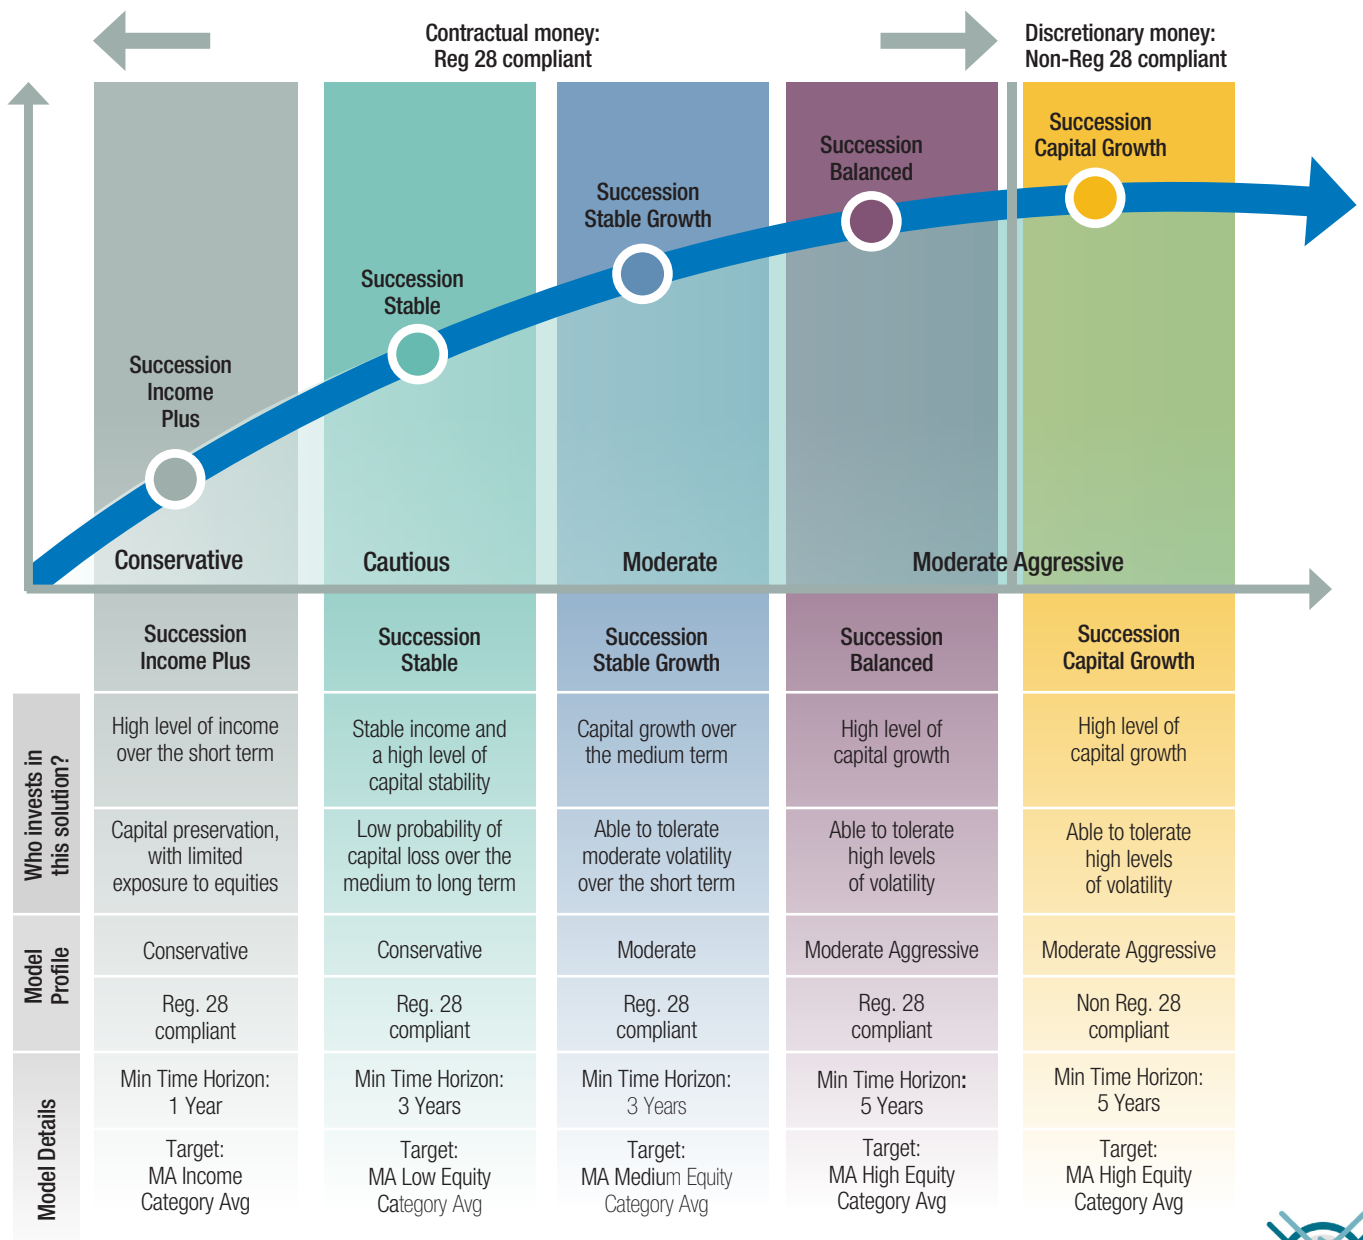 Contractual money:
Reg 28 compliant
Discretionary money:
Non-Reg 28 compliant
Succession
Income
Plus
Succession
Stable
Succession
Stable Growth
Succession
Balanced
Succession
Capital Growth
Conservative
Cautious
Moderate
Moderate Aggressive
Succession
Income Plus
Succession
Stable
Succession
Stable Growth
Succession
Balanced
Succession
Capital Growth
Who invests in
this solution?
High level of income
over the short term
Stable income and
a high level of
capital stability
Capital growth over
the medium term
High level of
capital growth
High level of
capital growth
Capital preservation,
with limited
exposure to equities
Low probability of
capital loss over the
medium to long term
Able to tolerate
moderate volatility
over the short term
Able to tolerate
high levels
of volatility
Able to tolerate
high levels
of volatility
Model
Profile
Conservative
Conservative
Moderate
Moderate Aggressive
Moderate Aggressive
Reg. 28
compliant
Reg. 28
compliant
Reg. 28
compliant
Reg. 28
compliant
Non Reg. 28
compliant
Model Details
Min Time Horizon:
1 Year
Min Time Horizon:
3 Years
Min Time Horizon:
3 Years
Min Time Horizon:
5 Years
Min Time Horizon:
5 Years
Target:
MA Income
Category Avg
Target:
MA Low Equity
Category Avg
Target:
MA Medium Equity
Category Avg
Target:
MA High Equity
Category Avg
Target:
MA High Equity
Category Avg